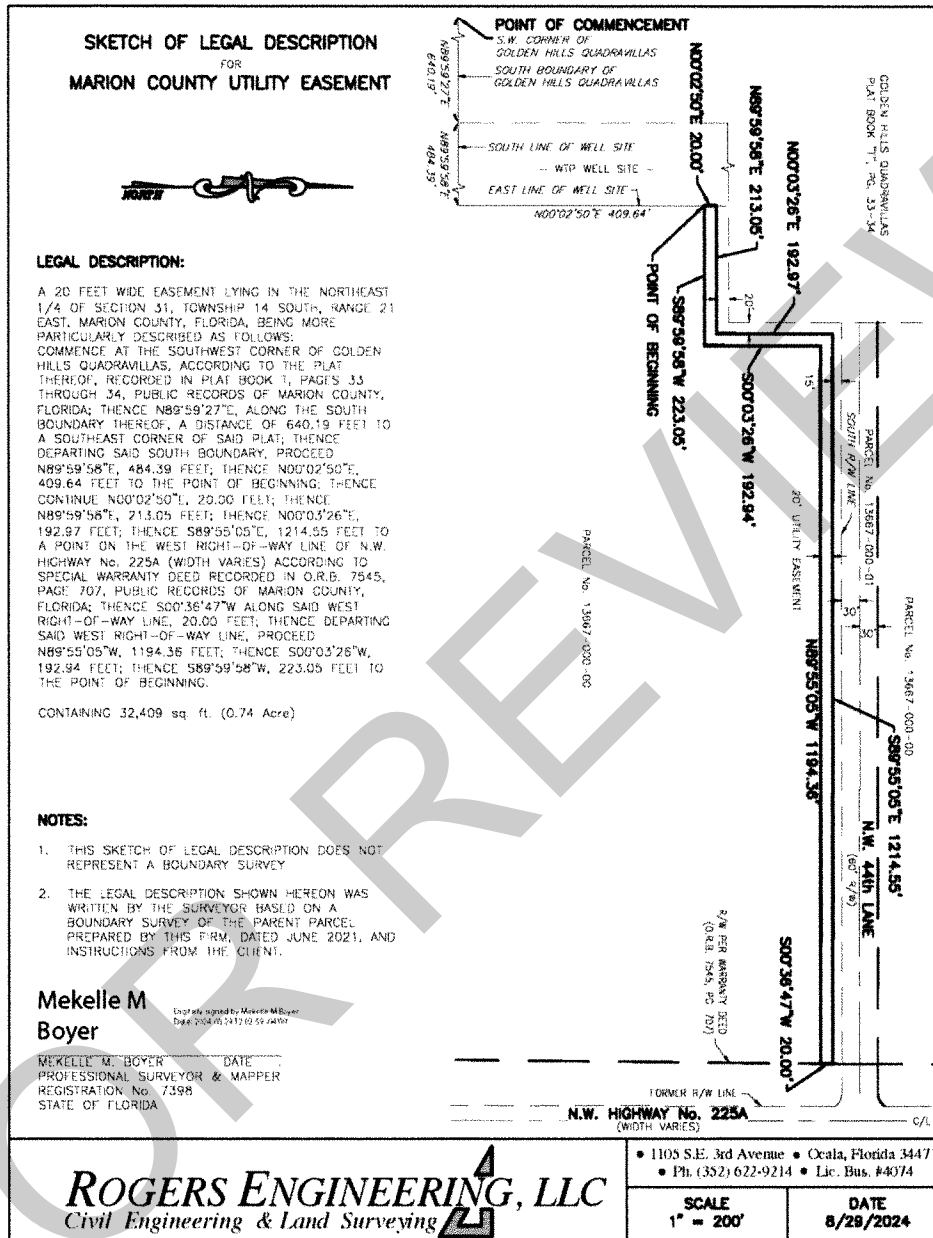 SKETCH OF LEGAL DESCRIPTION
FOR
MARION COUNTY UTILITY EASEMENT
NORTH
LEGAL DESCRIPTION:
A 20 FEET WIDE EASEMENT LYING IN THE NORTHEAST
1/4 OF SECTION 31, TOWNSHIP 14 SOUTH, RANGE 21
EAST, MARION COUNTY, FLORIDA, BEING MORE
PARTICULARLY DESCRIBED AS FOLLOWS:
COMMENCE AT THE SOUTHWEST CORNER OF GOLDEN
HILLS QUADRAVILLAS, ACCORDING TO THE PLAT
THEREOF, RECORDED IN PLAT BOOK T, PAGES 33
THROUGH 34, PUBLIC RECORDS OF MARION COUNTY,
FLORIDA; THENCE N89°59'27"E, ALONG THE SOUTH
BOUNDARY THEREOF, A DISTANCE OF 640.19 FEET TO
A SOUTHEAST CORNER OF SAID PLAT; THENCE
DEPARTING SAID SOUTH BOUNDARY, PROCEED
N89°59'58"E, 484.39 FEET; THENCE N00°02'50"E,
409.64 FEET TO THE POINT OF BEGINNING; THENCE
CONTINUE N00°02'50"E, 20.00 FEET; THENCE
N89°59'58"E, 213.05 FEET; THENCE N00°03'26"E,
192.97 FEET; THENCE S89°55'05"E, 1214.55 FEET TO
A POINT ON THE WEST RIGHT-OF-WAY LINE OF N.W.
HIGHWAY No. 225A (WIDTH VARIES) ACCORDING TO
SPECIAL WARRANTY DEED RECORDED IN O.R.B. 7545,
PAGE 707, PUBLIC RECORDS OF MARION COUNTY,
FLORIDA; THENCE S00°36'47"W ALONG SAID WEST
RIGHT-OF-WAY LINE, 20.00 FEET; THENCE DEPARTING
SAID WEST RIGHT-OF-WAY LINE, PROCEED
N89°55'05"W, 1194.36 FEET; THENCE S00°03'26"W,
192.94 FEET; THENCE S89°59'58"W, 223.05 FEET TO
THE POINT OF BEGINNING.
CONTAINING 32,409 sq. ft. (0.74 Acre)
NOTES:
1. THIS SKETCH OF LEGAL DESCRIPTION DOES NOT
REPRESENT A BOUNDARY SURVEY
2. THE LEGAL DESCRIPTION SHOWN HEREON WAS
WRITTEN BY THE SURVEYOR BASED ON A
BOUNDARY SURVEY OF THE PARENT PARCEL
PREPARED BY THIS FIRM, DATED JUNE 2021, AND
INSTRUCTIONS FROM THE CLIENT.
Mekelle M
Boyer
Digitally signed by Mekelle M Boyer
MEKELLE M. BOYER DATE
PROFESSIONAL SURVEYOR & MAPPER
REGISTRATION No. 7398
STATE OF FLORIDA
POINT OF COMMENCEMENT
S.W. CORNER OF
GOLDEN HILLS QUADRAVILLAS
SOUTH BOUNDARY OF
GOLDEN HILLS QUADRAVILLAS
N89°59'27"E
640.19'
N89°59'58"E
484.39'
SOUTH LINE OF WELL SITE
WTP WELL SITE
EAST LINE OF WELL SITE
N00°02'50"E 409.64'
N00°02'50"E 20.00'
N89°59'58"E 213.05'
N00°03'26"E 192.97'
GOLDEN HILLS QUADRAVILLAS
PLAT BOOK "T", PG. 33-34
POINT OF BEGINNING
S89°59'58"W 223.05'
20'
S00°03'26"W 192.94'
15'
SOUTH R/W LINE
20' UTILITY EASEMENT
PARCEL No. 13667-000-01
30'
30'
PARCEL No. 13667-000-00
PARCEL No. 13667-000-00
N89°55'05"W 1194.36'
S89°55'05"E 1214.55'
N.W. 44th LANE
(60' R/W)
R/W PER WARRANTY DEED
(O.R.B. 7545, PG 707)
S00°36'47"W 20.00'
FORMER R/W LINE
N.W. HIGHWAY No. 225A
(WIDTH VARIES)
C/L
FOR REVIEW
ROGERS ENGINEERING, LLC
Civil Engineering & Land Surveying
• 1105 S.E. 3rd Avenue • Ocala, Florida 3447
• Ph. (352) 622-9214 • Lic. Bus. #4074
SCALE
1" = 200'
DATE
8/29/2024